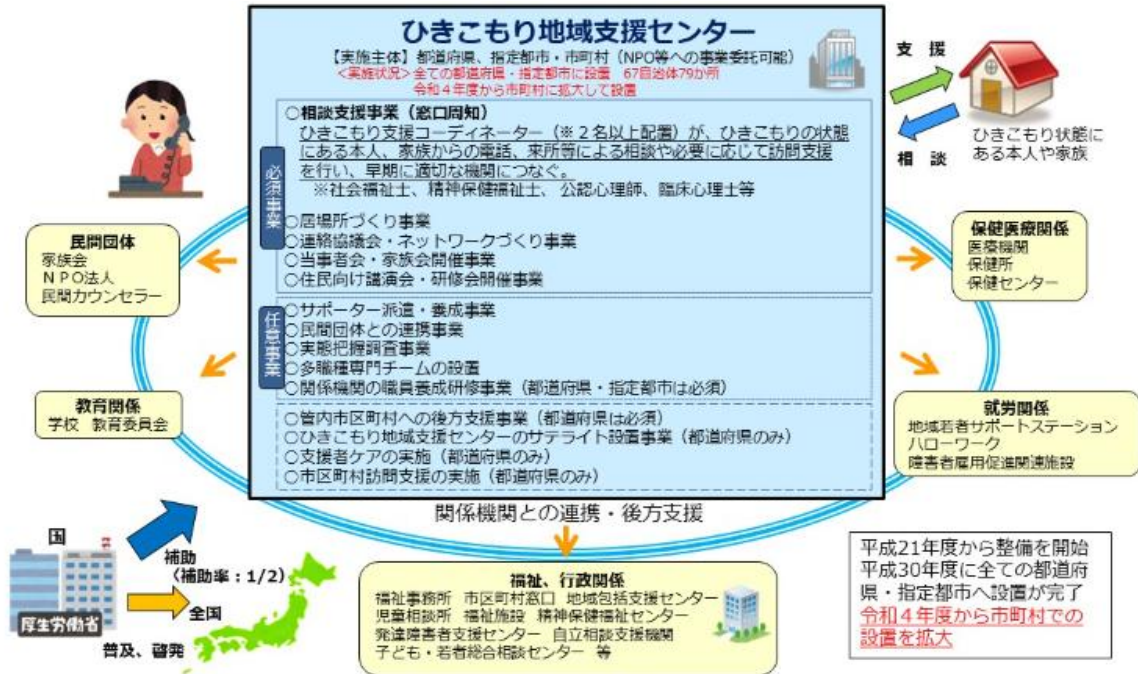 ひきこもり地域支援センター
【実施主体】都道府県、指定都市・市町村（NPO等への事業委託可能）
＜実施状況＞全ての都道府県・指定都市に設置　67自治体79か所
令和４年度から市町村に拡大して設置
必須事業
○相談支援事業（窓口周知）
ひきこもり支援コーディネーター（※２名以上配置）が、ひきこもりの状態
にある本人、家族からの電話、来所等による相談や必要に応じて訪問支援
を行い、早期に適切な機関につなぐ。
※社会福祉士、精神保健福祉士、公認心理師、臨床心理士等
○居場所づくり事業
○連絡協議会・ネットワークづくり事業
○当事者会・家族会開催事業
○住民向け講演会・研修会開催事業
任意事業
○サポーター派遣・養成事業
○民間団体との連携事業
○実態把握調査事業
○多職種専門チームの設置
○関係機関の職員養成研修事業（都道府県・指定都市は必須）
○管内市区町村への後方支援事業（都道府県は必須）
○ひきこもり地域支援センターのサテライト設置事業（都道府県のみ）
○支援者ケアの実施（都道府県のみ）
○市区町村訪問支援の実施（都道府県のみ）
支　援
相　談
ひきこもり状態に
ある本人や家族
民間団体
家族会
ＮＰＯ法人
民間カウンセラー
保健医療関係
医療機関
保健所
保健センター
教育関係
学校　教育委員会
就労関係
地域若者サポートステーション
ハローワーク
障害者雇用促進関連施設
関係機関との連携・後方支援
国
厚生労働省
補助
（補助率：1/2）
全国
普及、啓発
福祉、行政関係
福祉事務所　市区町村窓口　地域包括支援センター
児童相談所　福祉施設　精神保健福祉センター
発達障害者支援センター　自立相談支援機関
子ども・若者総合相談センター　等
平成21年度から整備を開始
平成30年度に全ての都道府
県・指定都市へ設置が完了
令和４年度から市町村での
設置を拡大